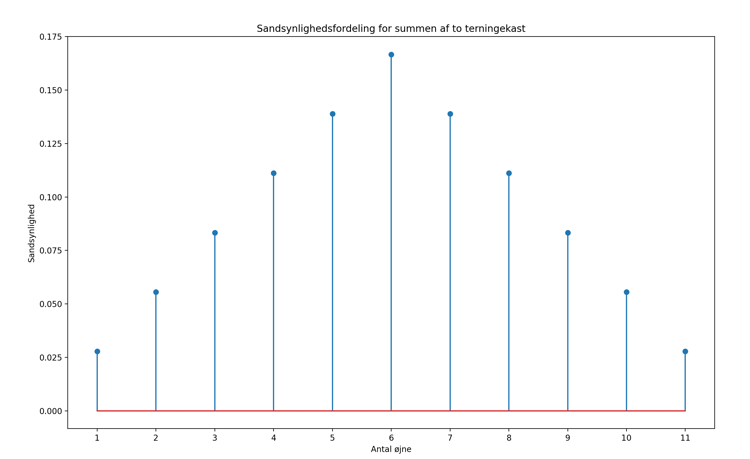 Sandsynlighedsfordeling for summen af to terningekast
0.175
0.150
0.125
0.100
0.075
0.050
0.025
0.000
Sandsynlighed
1 2 3 4 5 6 7 8 9 10 11
Antal øjne